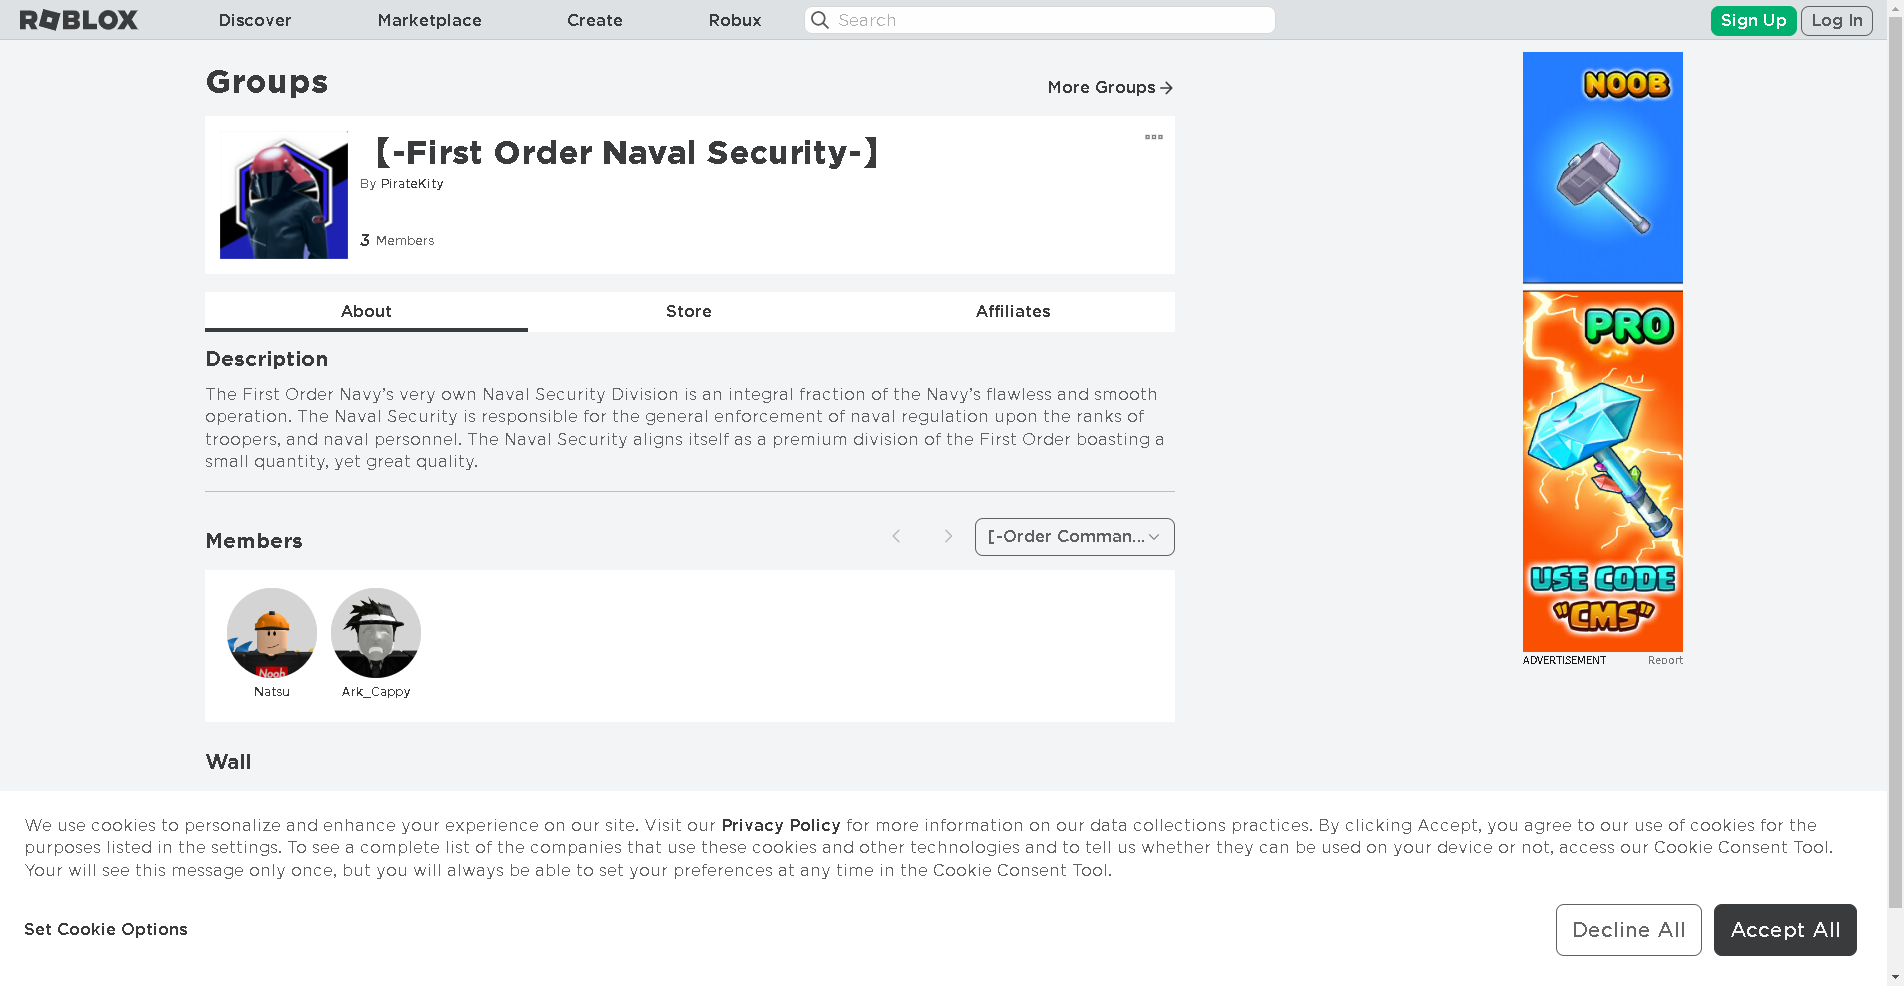 ROBLOX
Discover
Marketplace
Create
Robux
Search
Sign Up
Log In
Groups
More Groups
【-First Order Naval Security-】
By PirateKity
3 Members
About
Store
Affiliates
Description
The First Order Navy’s very own Naval Security Division is an integral fraction of the Navy’s flawless and smooth
operation. The Naval Security is responsible for the general enforcement of naval regulation upon the ranks of
troopers, and naval personnel. The Naval Security aligns itself as a premium division of the First Order boasting a
small quantity, yet great quality.
Members
[-Order Comman...
Noob
Natsu
Ark_Cappy
Wall
NOOB
PRO
USE CODE
"CMS"
ADVERTISEMENT
Report
We use cookies to personalize and enhance your experience on our site. Visit our Privacy Policy for more information on our data collections practices. By clicking Accept, you agree to our use of cookies for the
purposes listed in the settings. To see a complete list of the companies that use these cookies and other technologies and to tell us whether they can be used on your device or not, access our Cookie Consent Tool.
Your will see this message only once, but you will always be able to set your preferences at any time in the Cookie Consent Tool.
Set Cookie Options
Decline All
Accept All